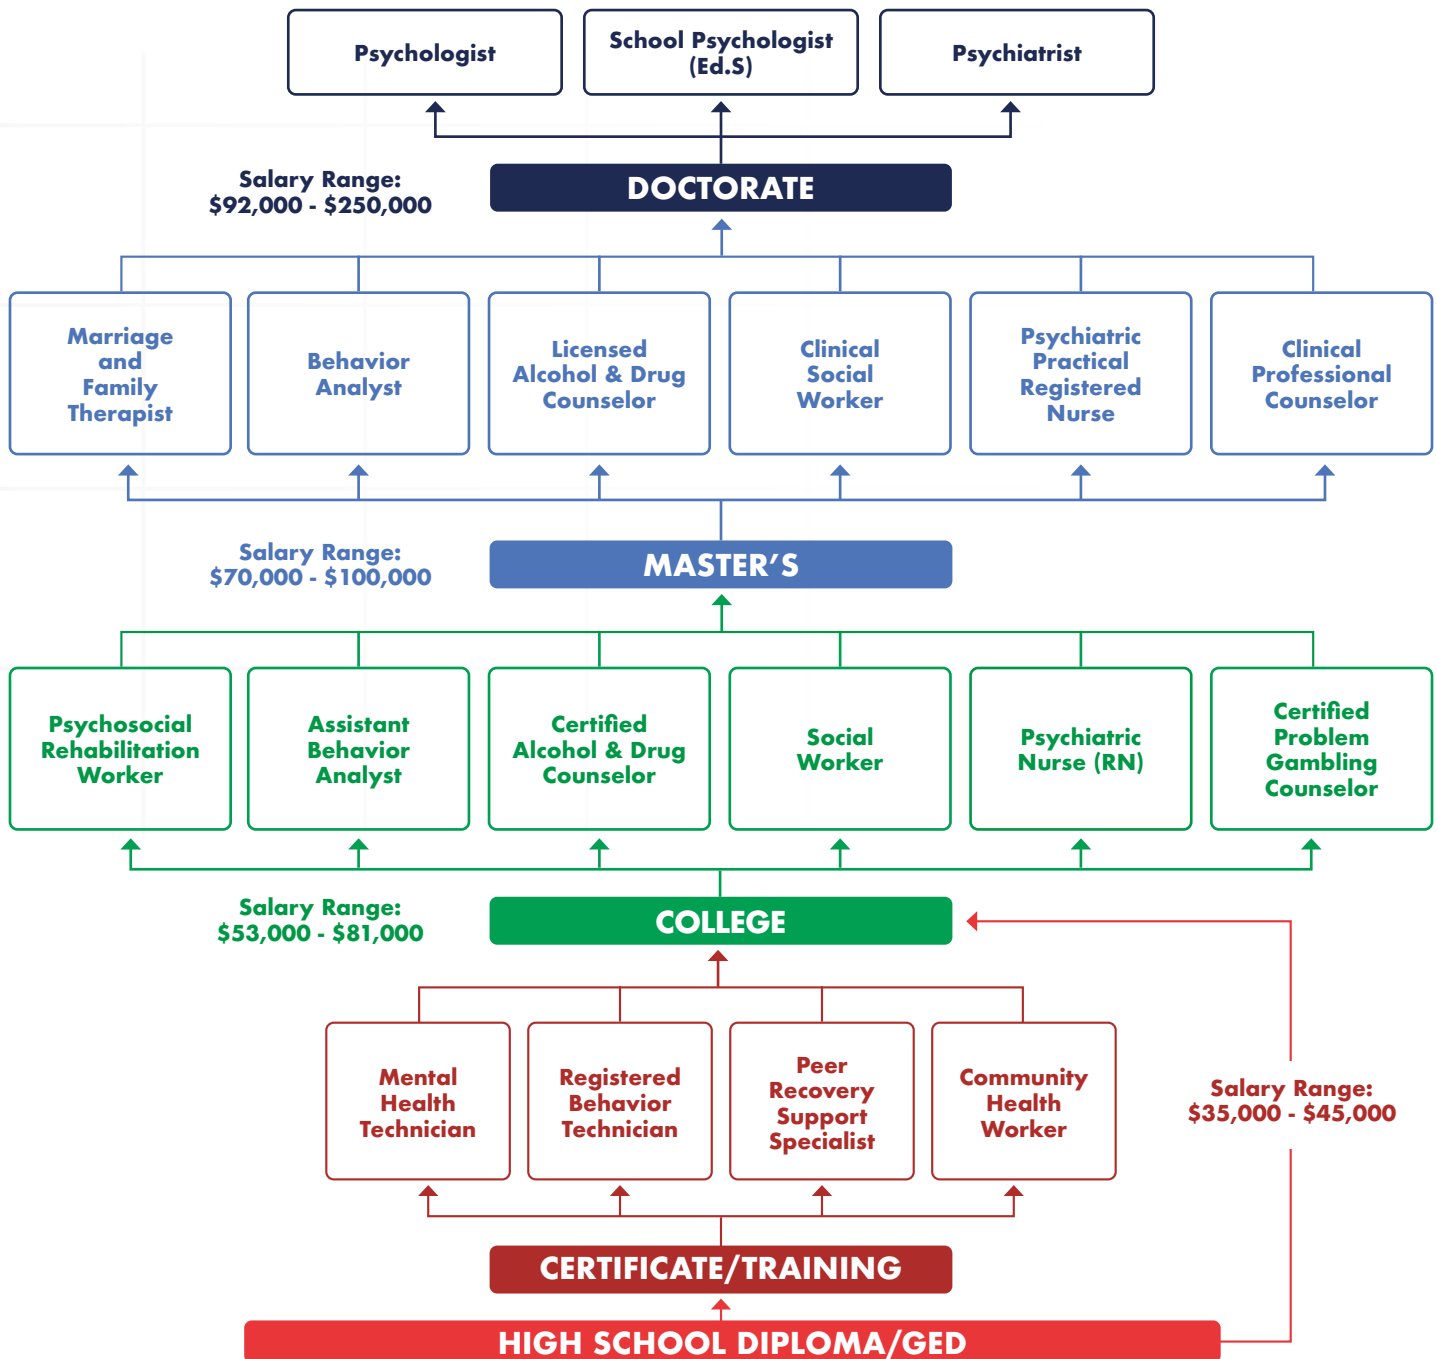 Psychologist
School Psychologist
(Ed.S)
Psychiatrist
Salary Range:
$92,000 - $250,000
DOCTORATE
Marriage
and
Family
Therapist
Behavior
Analyst
Licensed
Alcohol & Drug
Counselor
Clinical
Social
Worker
Psychiatric
Practical
Registered
Nurse
Clinical
Professional
Counselor
Salary Range:
$70,000 - $100,000
MASTER’S
Psychosocial
Rehabilitation
Worker
Assistant
Behavior
Analyst
Certified
Alcohol & Drug
Counselor
Social
Worker
Psychiatric
Nurse (RN)
Certified
Problem
Gambling
Counselor
Salary Range:
$53,000 - $81,000
COLLEGE
Mental
Health
Technician
Registered
Behavior
Technician
Peer
Recovery
Support
Specialist
Community
Health
Worker
Salary Range:
$35,000 - $45,000
CERTIFICATE/TRAINING
HIGH SCHOOL DIPLOMA/GED